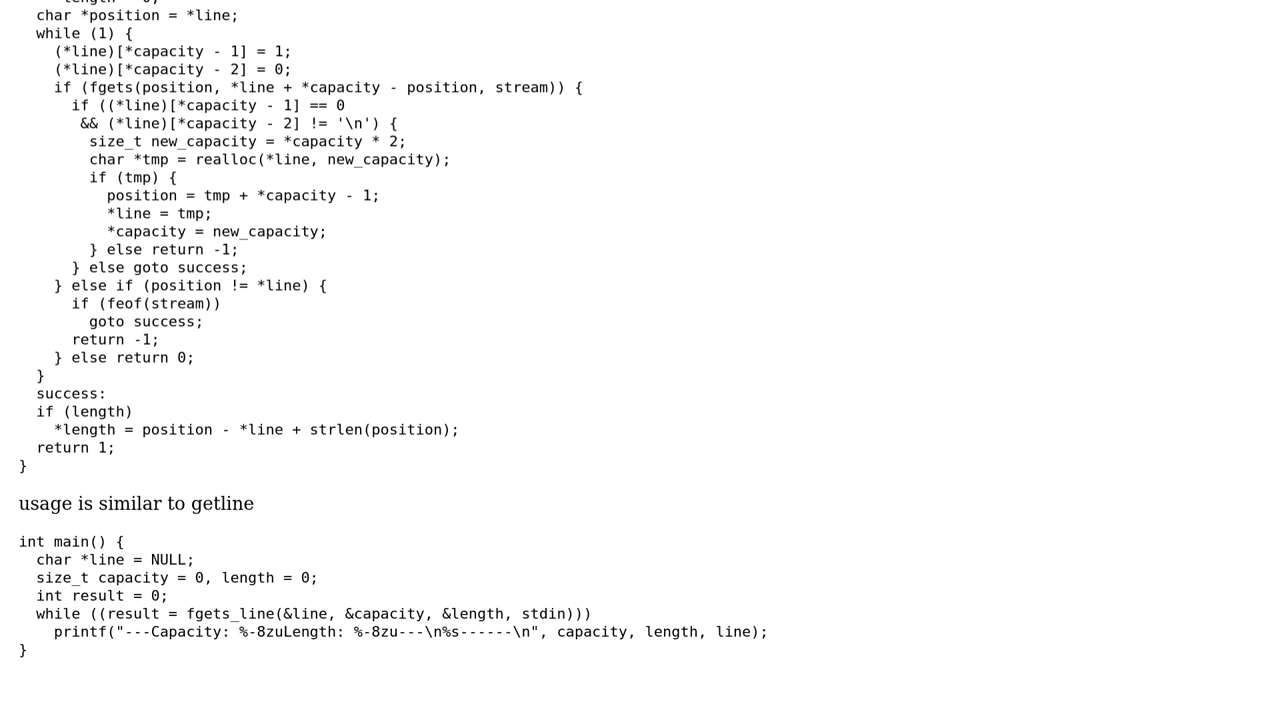 char *position = *line;
while (1) {
(*line)[*capacity - 1] = 1;
(*line)[*capacity - 2] = 0;
if (fgets(position, *line + *capacity - position, stream)) {
if ((*line)[*capacity - 1] == 0
&& (*line)[*capacity - 2] != '\n') {
size_t new_capacity = *capacity * 2;
char *tmp = realloc(*line, new_capacity);
if (tmp) {
position = tmp + *capacity - 1;
*line = tmp;
*capacity = new_capacity;
} else return -1;
} else goto success;
} else if (position != *line) {
if (feof(stream))
goto success;
return -1;
} else return 0;
}
success:
if (length)
*length = position - *line + strlen(position);
return 1;
}
usage is similar to getline
int main() {
char *line = NULL;
size_t capacity = 0, length = 0;
int result = 0;
while ((result = fgets_line(&line, &capacity, &length, stdin)))
printf("---Capacity: %-8zuLength: %-8zu---\n%s------\n", capacity, length, line);
}